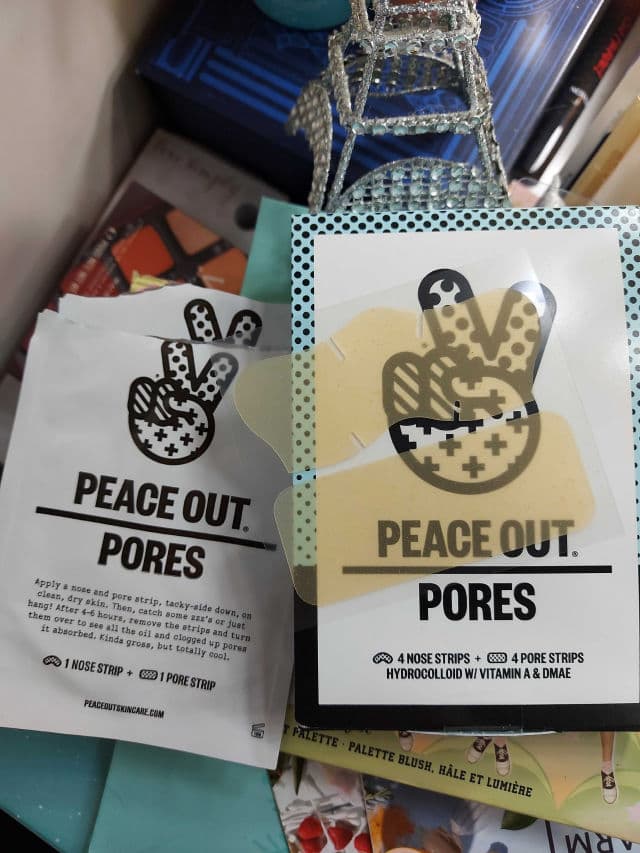 PEACE OUT®
PORES
Apply a nose and pore strip, tacky-side down, on
clean, dry skin. Then, catch some zzz's or just
hang! After 4-6 hours, remove the strips and turn
them over to see all the oil and clogged up pores
it absorbed. Kinda gross, but totally cool.
1 NOSE STRIP + 1 PORE STRIP
PEACEOUTSKINCARE.COM
PEACE OUT®
PORES
4 NOSE STRIPS + 4 PORE STRIPS
HYDROCOLLOID W/ VITAMIN A & DMAE
T PALETTE · PALETTE BLUSH, HÂLE ET LUMIÈRE
ARM